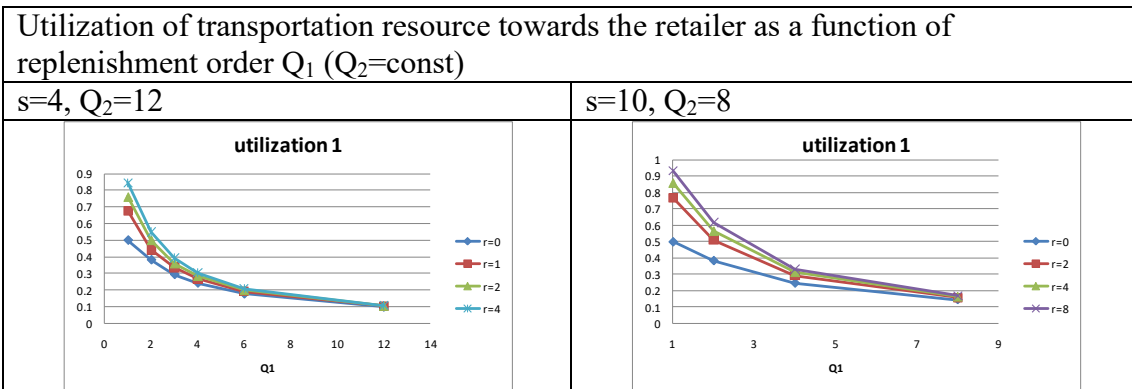 Utilization of transportation resource towards the retailer as a function of
replenishment order Q₁ (Q₂=const)
s=4, Q₂=12
s=10, Q₂=8
utilization 1
0.9
0.8
0.7
0.6
0.5
0.4
0.3
0.2
0.1
0
0 2 4 6 8 10 12 14
Q1
r=0
r=1
r=2
r=4
utilization 1
1
0.9
0.8
0.7
0.6
0.5
0.4
0.3
0.2
0.1
0
1 3 5 7 9
Q1
r=0
r=2
r=4
r=8